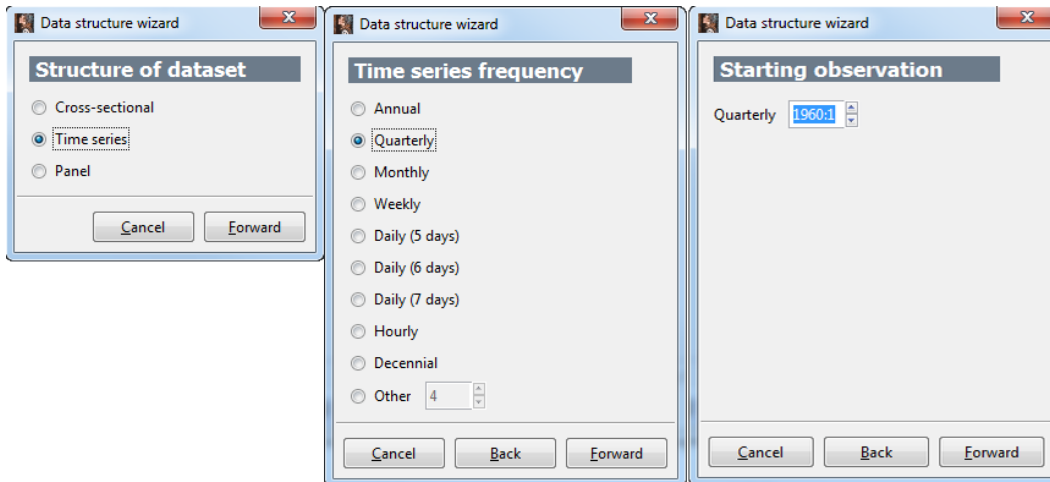 Data structure wizard
Structure of dataset
Cross-sectional
Time series
Panel
Cancel Forward
Data structure wizard
Time series frequency
Annual
Quarterly
Monthly
Weekly
Daily (5 days)
Daily (6 days)
Daily (7 days)
Hourly
Decennial
Other 4
Cancel Back Forward
Data structure wizard
Starting observation
Quarterly 1960:1
Cancel Back Forward